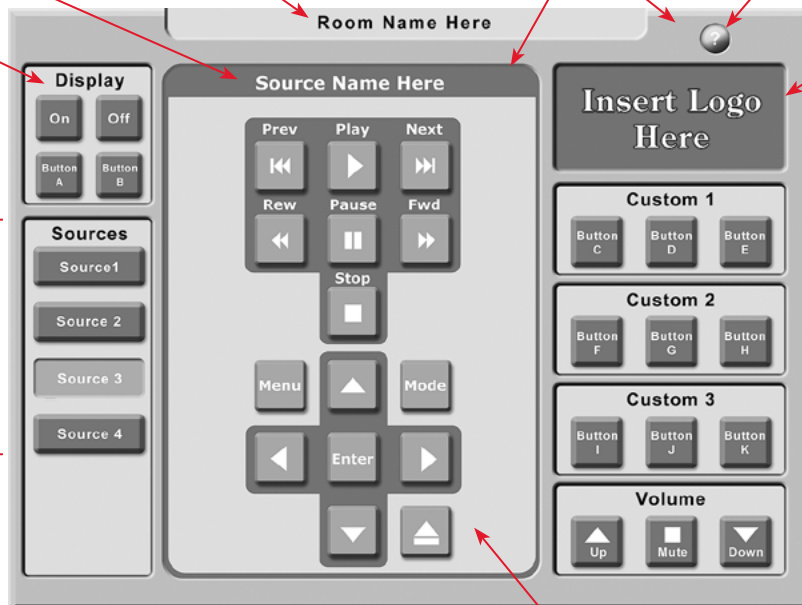 Room Name Here
?
Display
On Off
Button A Button B
Sources
Source1
Source 2
Source 3
Source 4
Source Name Here
Prev Play Next
Rew Pause Fwd
Stop
Menu Mode
Enter
Insert Logo
Here
Custom 1
Button C Button D Button E
Custom 2
Button F Button G Button H
Custom 3
Button I Button J Button K
Volume
Up Mute Down